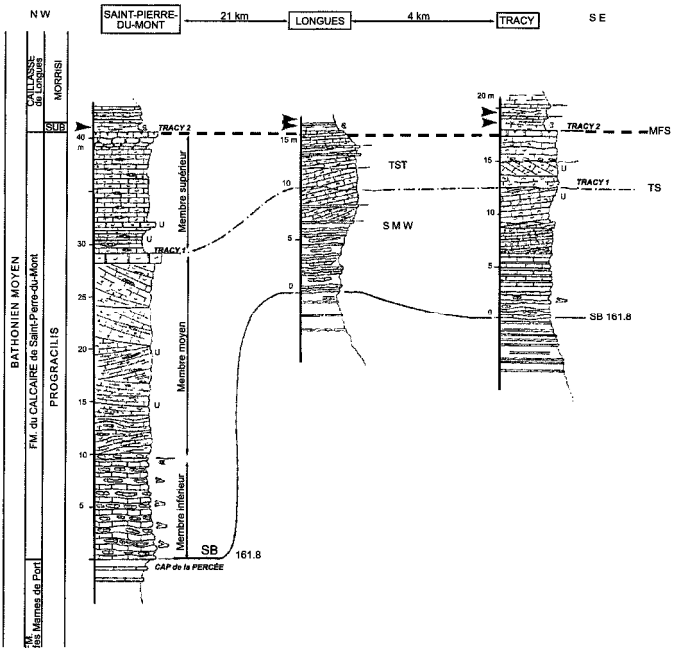 N W
SAINT-PIERRE-
DU-MONT
21 km
LONGUES
4 km
TRACY
S E
CAILLASSE
de Longues
MORRISI
SUB
BATHONIEN MOYEN
FM. du CALCAIRE de Saint-Pierre-du-Mont
PROGRACILIS
FM.
des Marnes de Port
40
m
30
25
20
15
10
5
TRACY 2
Membre supérieur
U
U
TRACY 1
Membre moyen
U
U
Membre inférieur
SB
161.8
CAP de la PERCÉE
15 m
10
5
0
TST
S M W
20 m
15
10
5
0
TRACY 2
MFS
U
TRACY 1
TS
U
SB 161.8